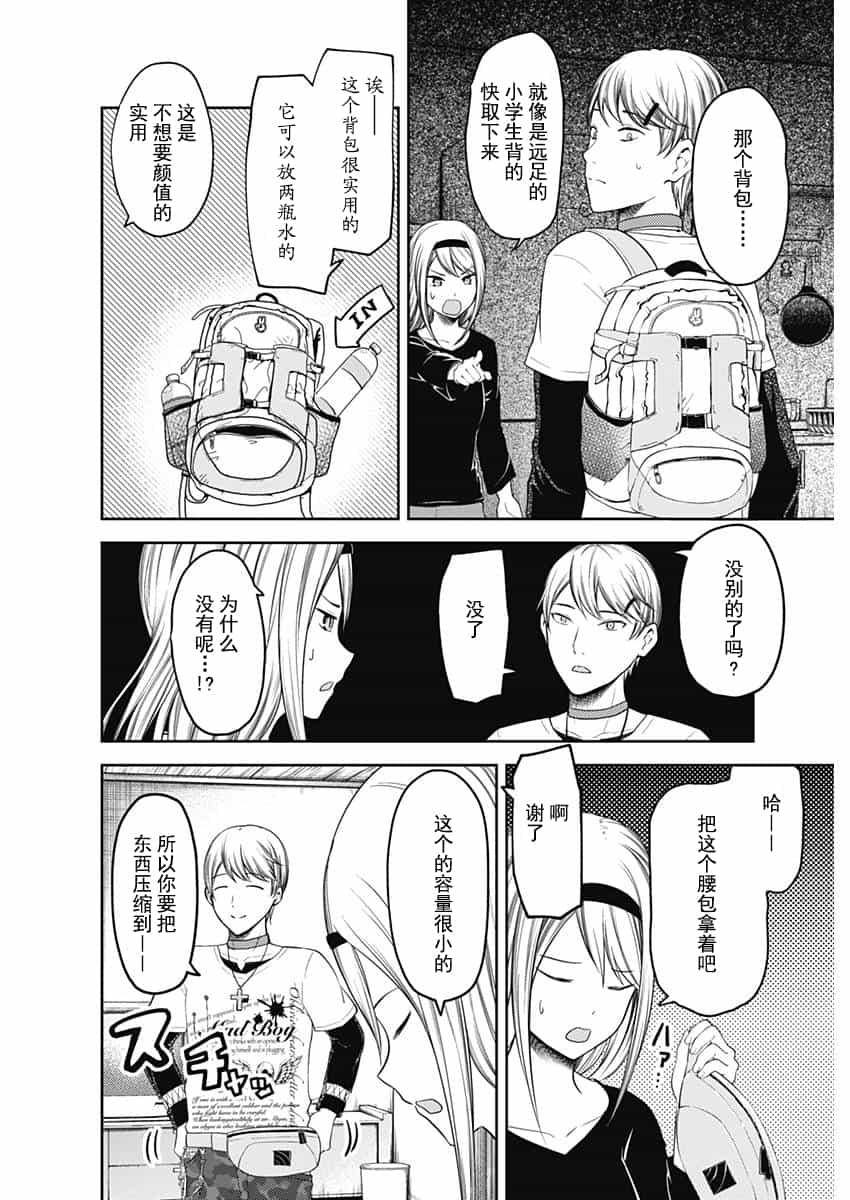 那个背包……
就像是远足的
小学生背的
快取下来
诶——
这个背包很实用的
它可以放两瓶水的
这是
不想要颜值的
实用
IN
没别的了吗?
没了
为什么
没有呢…
!?
哈——
把这个腰包拿着吧
啊
谢了
?
这个的容量很小的
所以你要把
东西压缩到——
スチャッ